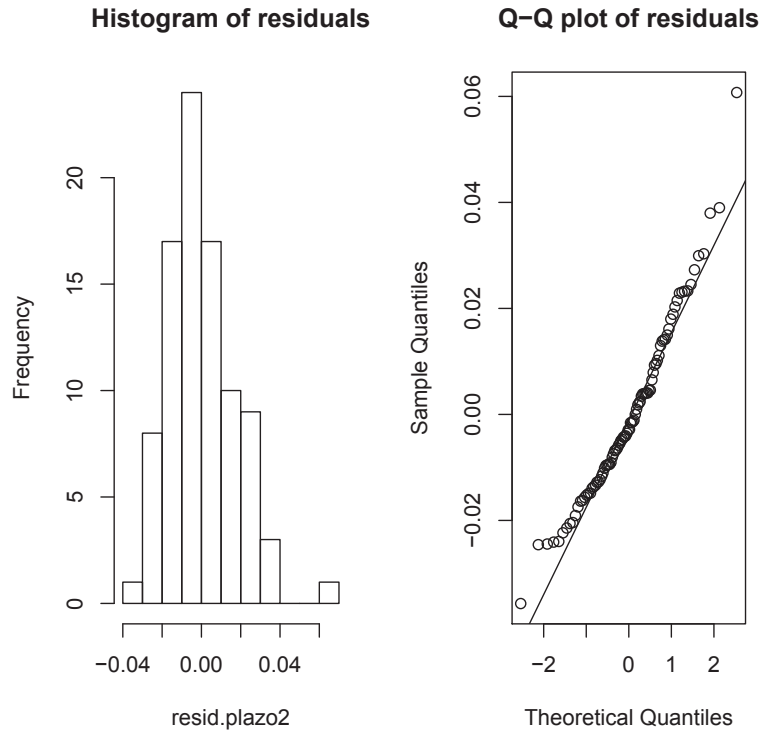 Histogram of residuals
Frequency
20
15
10
5
0
−0.04
0.00
0.04
resid.plazo2
Q−Q plot of residuals
Sample Quantiles
0.06
0.04
0.02
0.00
−0.02
−2
0
1
2
Theoretical Quantiles